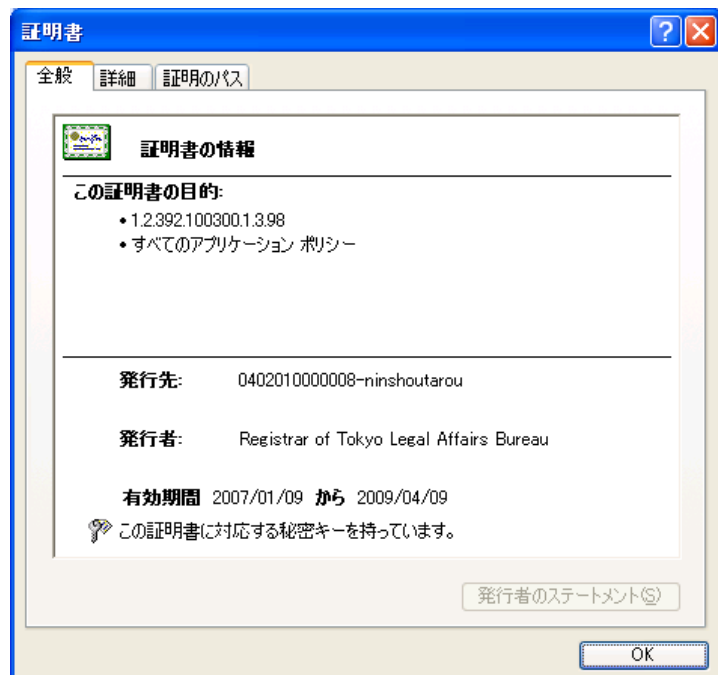 証明書
全般 詳細 証明のパス
証明書の情報
この証明書の目的:
•1.2.392.100300.1.3.98
•すべてのアプリケーション ポリシー
発行先: 0402010000008-ninshoutarou
発行者: Registrar of Tokyo Legal Affairs Bureau
有効期間 2007/01/09 から 2009/04/09
この証明書に対応する秘密キーを持っています。
発行者のステートメント(S)
OK